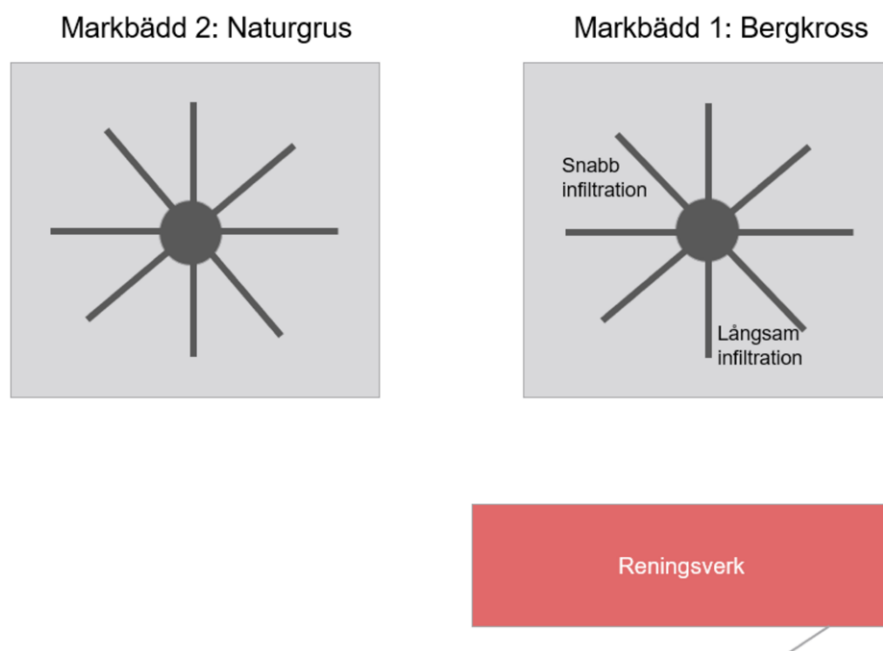 Markbädd 2: Naturgrus
Markbädd 1: Bergkross
Snabb
infiltration
Långsam
infiltration
Reningsverk